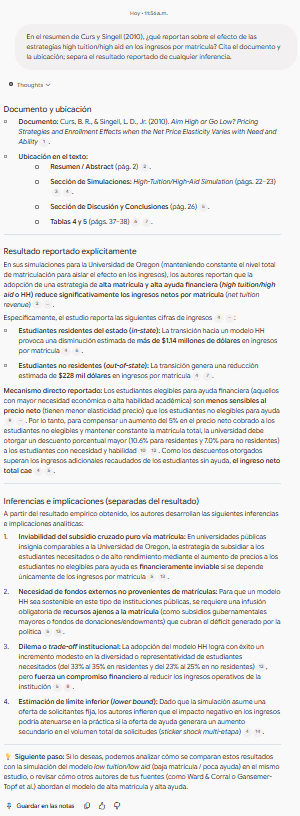 Hoy • 11:56 a.m.
En el resumen de Curs y Singell (2010), ¿qué reportan sobre el efecto de las
estrategias high tuition/high aid en los ingresos por matrícula? Cita el documento y
la ubicación; separa el resultado reportado de cualquier inferencia.
Thoughts
Documento y ubicación
Documento: Curs, B. R., & Singell, L. D., Jr. (2010). Aim High or Go Low? Pricing
Strategies and Enrollment Effects when the Net Price Elasticity Varies with Need and
Ability 1 .
Ubicación en el texto:
Resumen / Abstract (pág. 2) 2 .
Sección de Simulaciones: High-Tuition/High-Aid Simulation (págs. 22–23)
3 4 .
Sección de Discusión y Conclusiones (pág. 26) 5 .
Tablas 4 y 5 (págs. 37–38) 6 7 .
Resultado reportado explícitamente
En sus simulaciones para la Universidad de Oregon (manteniendo constante el nivel total
de matriculación para aislar el efecto en los ingresos), los autores reportan que la
adopción de una estrategia de alta matrícula y alta ayuda financiera (high tuition/high
aid o HH) reduce significativamente los ingresos netos por matrícula (net tuition
revenue) 2 ... .
Específicamente, el estudio reporta las siguientes cifras de ingresos 4 ... :
Estudiantes residentes del estado (in-state): La transición hacia un modelo HH
provoca una disminución estimada de más de $1.14 millones de dólares en ingresos
por matrícula 4 6 .
Estudiantes no residentes (out-of-state): La transición genera una reducción
estimada de $228 mil dólares en ingresos por matrícula 4 7 .
Mecanismo directo reportado: Los estudiantes elegibles para ayuda financiera (aquellos
con mayor necesidad económica o alta habilidad académica) son menos sensibles al
precio neto (tienen menor elasticidad precio) que los estudiantes no elegibles para ayuda
8 ... . Por lo tanto, para compensar un aumento del 5% en el precio neto cobrado a los
estudiantes no elegibles y mantener constante la matrícula total, la universidad debe
otorgar un descuento porcentual mayor (10.6% para residentes y 7.0% para no residentes)
a los estudiantes con necesidad y habilidad 10 12 . Como los descuentos otorgados
superan los ingresos adicionales recaudados de los estudiantes sin ayuda, el ingreso neto
total cae 4 5 .
Inferencias e implicaciones (separadas del resultado)
A partir del resultado empírico obtenido, los autores desarrollan las siguientes inferencias
e implicaciones analíticas:
1. Inviabilidad del subsidio cruzado puro vía matrícula: En universidades públicas
insignia comparables a la Universidad de Oregon, la estrategia de subsidiar a los
estudiantes necesitados o de alto rendimiento mediante el aumento de precios a los
estudiantes no elegibles para ayuda es financieramente inviable si se depende
únicamente de los ingresos por matrícula 5 13 .
2. Necesidad de fondos externos no provenientes de matrículas: Para que un modelo
HH sea sostenible en este tipo de instituciones públicas, se requiere una infusión
obligatoria de recursos ajenos a la matrícula (como subsidios gubernamentales
mayores o fondos de donaciones/endowments) que cubran el déficit generado por la
política 5 13 .
3. Dilema o trade-off institucional: La adopción del modelo HH logra con éxito un
incremento modesto en la diversidad o representatividad de estudiantes
necesitados (del 33% al 35% en residentes y del 23% al 25% en no residentes) 12 ,
pero fuerza un compromiso financiero al reducir los ingresos operativos de la
institución 5 8 .
4. Estimación de límite inferior (lower bound): Dado que la simulación asume una
oferta de solicitantes fija, los autores infieren que el impacto negativo en los ingresos
podría atenuarse en la práctica si la oferta de ayuda generara un aumento
secundario en el volumen total de solicitudes (sticker shock multi-etapa) 4 14 .
💡 Siguiente paso: Si lo deseas, podemos analizar cómo se comparan estos resultados
con la simulación del modelo low tuition/low aid (baja matrícula / poca ayuda) en el mismo
estudio, o revisar cómo otros autores de tus fuentes (como Ward & Corral o Gansemer-
Topf et al.) abordan el modelo de alta matrícula y alta ayuda.
Guardar en las notas